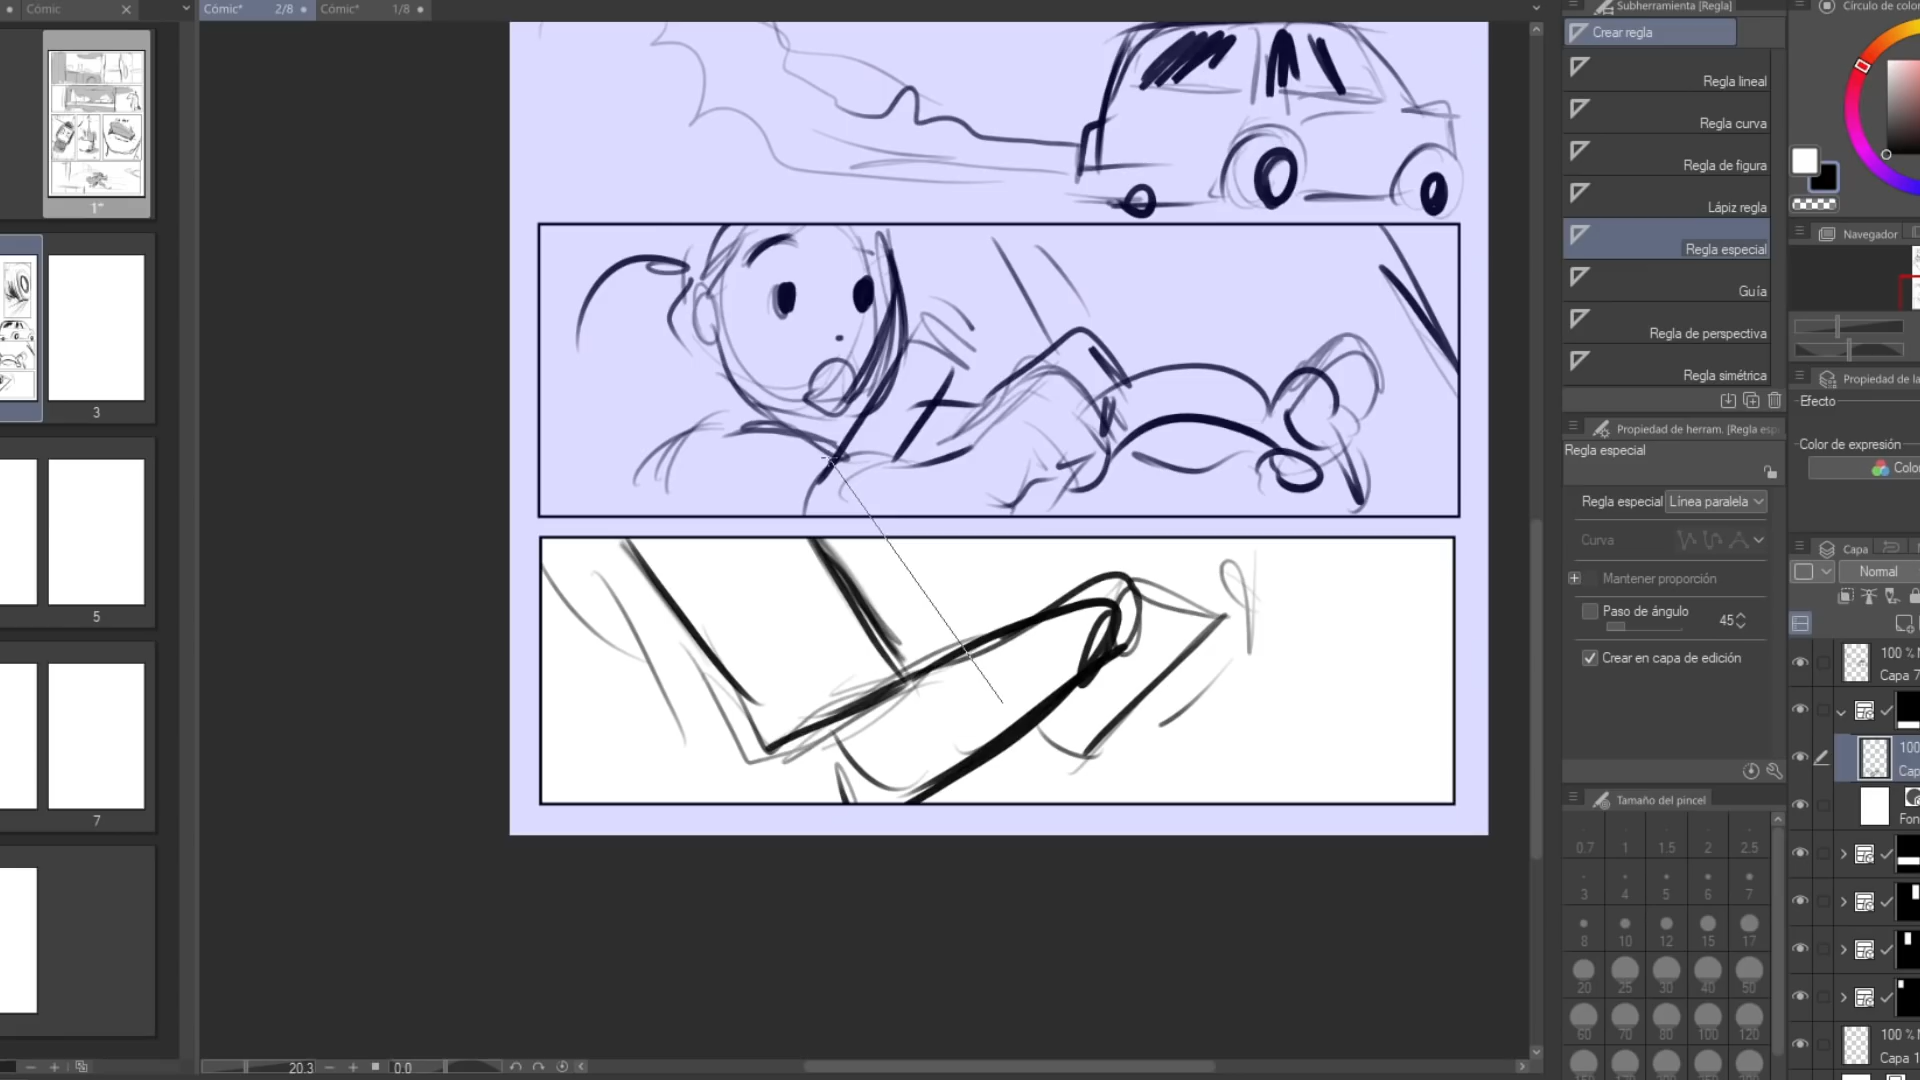 Cómic
Cómic* 2/8
Cómic* 1/8
1*
3
5
7
20.3
0.0
Subherramienta [Regla]
Crear regla
Regla lineal
Regla curva
Regla de figura
Lápiz regla
Regla especial
Guía
Regla de perspectiva
Regla simétrica
Propiedad de herram. [Regla esp
Regla especial
Regla especial Línea paralela
Curva
Mantener proporción
Paso de ángulo 45
Crear en capa de edición
Tamaño del pincel
0.7 1 1.5 2 2.5
3 4 5 6 7
8 10 12 15 17
20 25 30 40 50
60 70 80 100 120
Círculo de color
Navegador
Propiedad de la
Efecto
Color de expresión
Colo
Capa
Normal
100 %
Capa 7
100
Cap
Fon
100 %
Capa 1